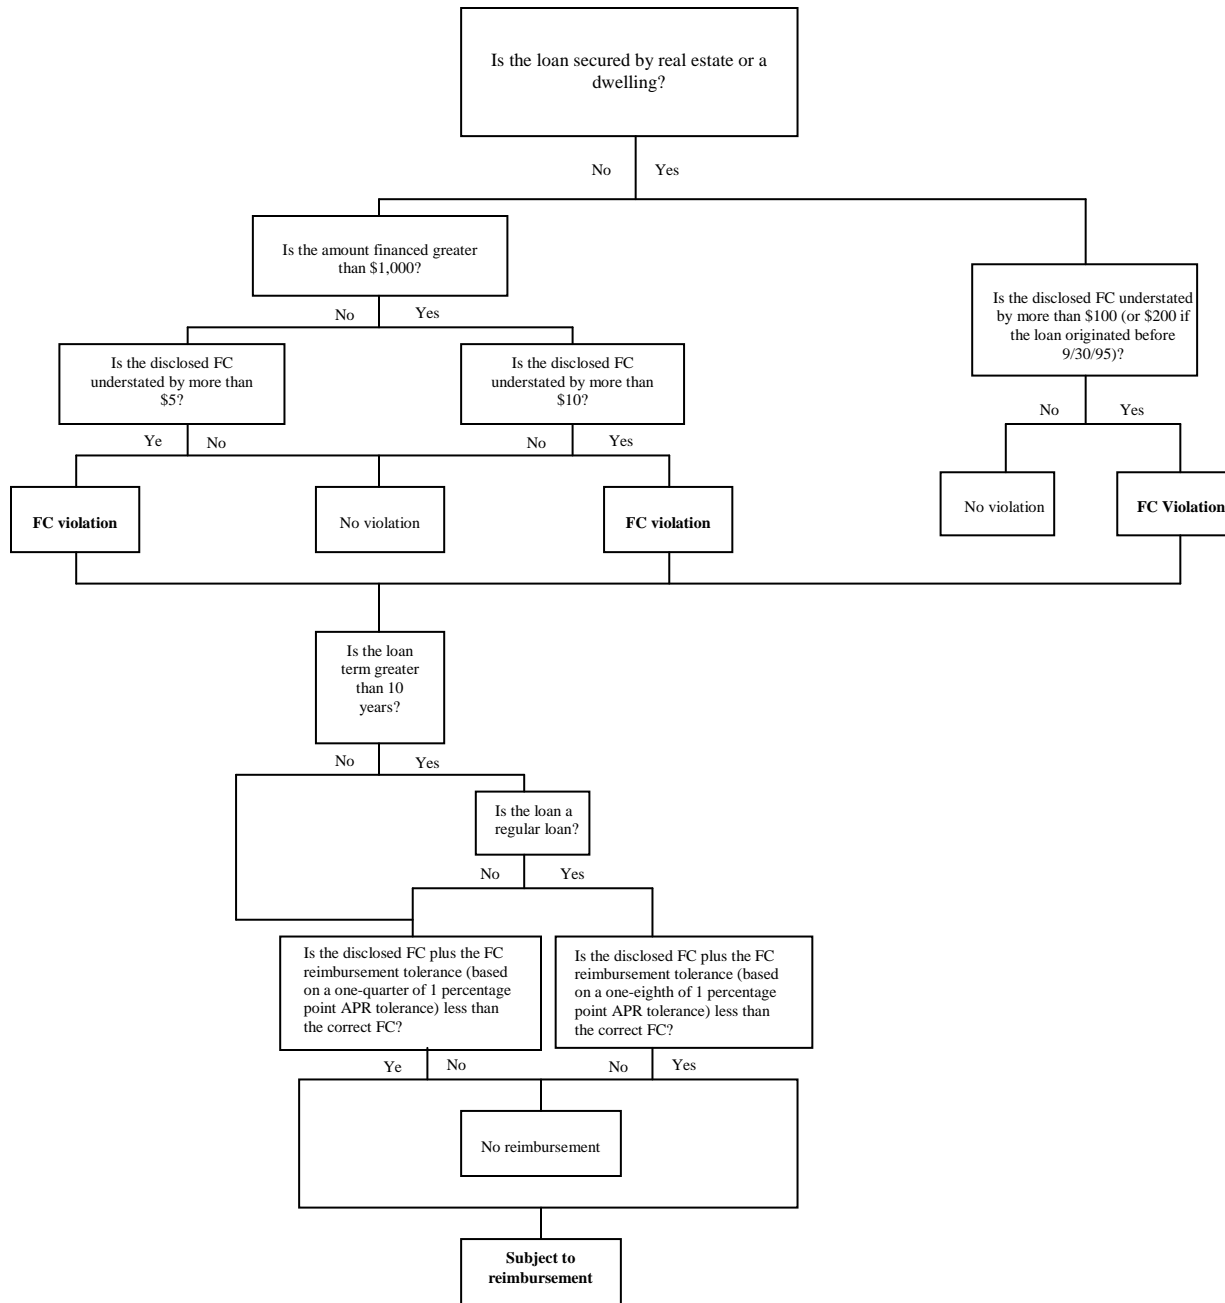 Is the loan secured by real estate or a
dwelling?
No
Yes
Is the amount financed greater
than $1,000?
Is the disclosed FC understated
by more than $100 (or $200 if
the loan originated before
9/30/95)?
No
Yes
Is the disclosed FC
understated by more than
$5?
Is the disclosed FC
understated by more than
$10?
No
Yes
Ye
No
No
Yes
FC violation
No violation
FC violation
No violation
FC Violation
Is the loan
term greater
than 10
years?
No
Yes
Is the loan a
regular loan?
No
Yes
Is the disclosed FC plus the FC
reimbursement tolerance (based
on a one-quarter of 1 percentage
point APR tolerance) less than
the correct FC?
Is the disclosed FC plus the FC
reimbursement tolerance (based
on a one-eighth of 1 percentage
point APR tolerance) less than
the correct FC?
Ye
No
No
Yes
No reimbursement
Subject to
reimbursement